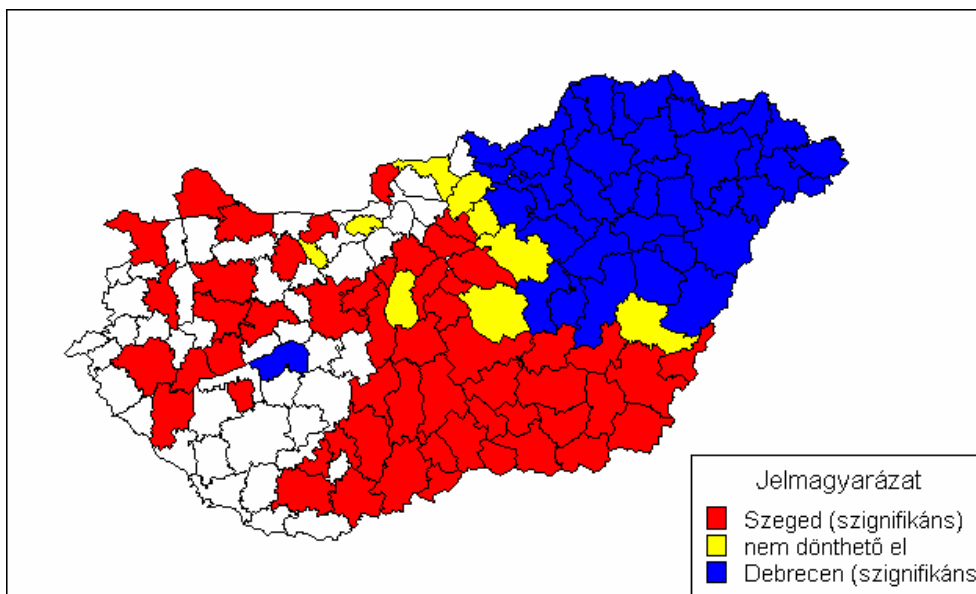 Jelmagyarázat
Szeged (szignifikáns)
nem dönthető el
Debrecen (szignifikáns